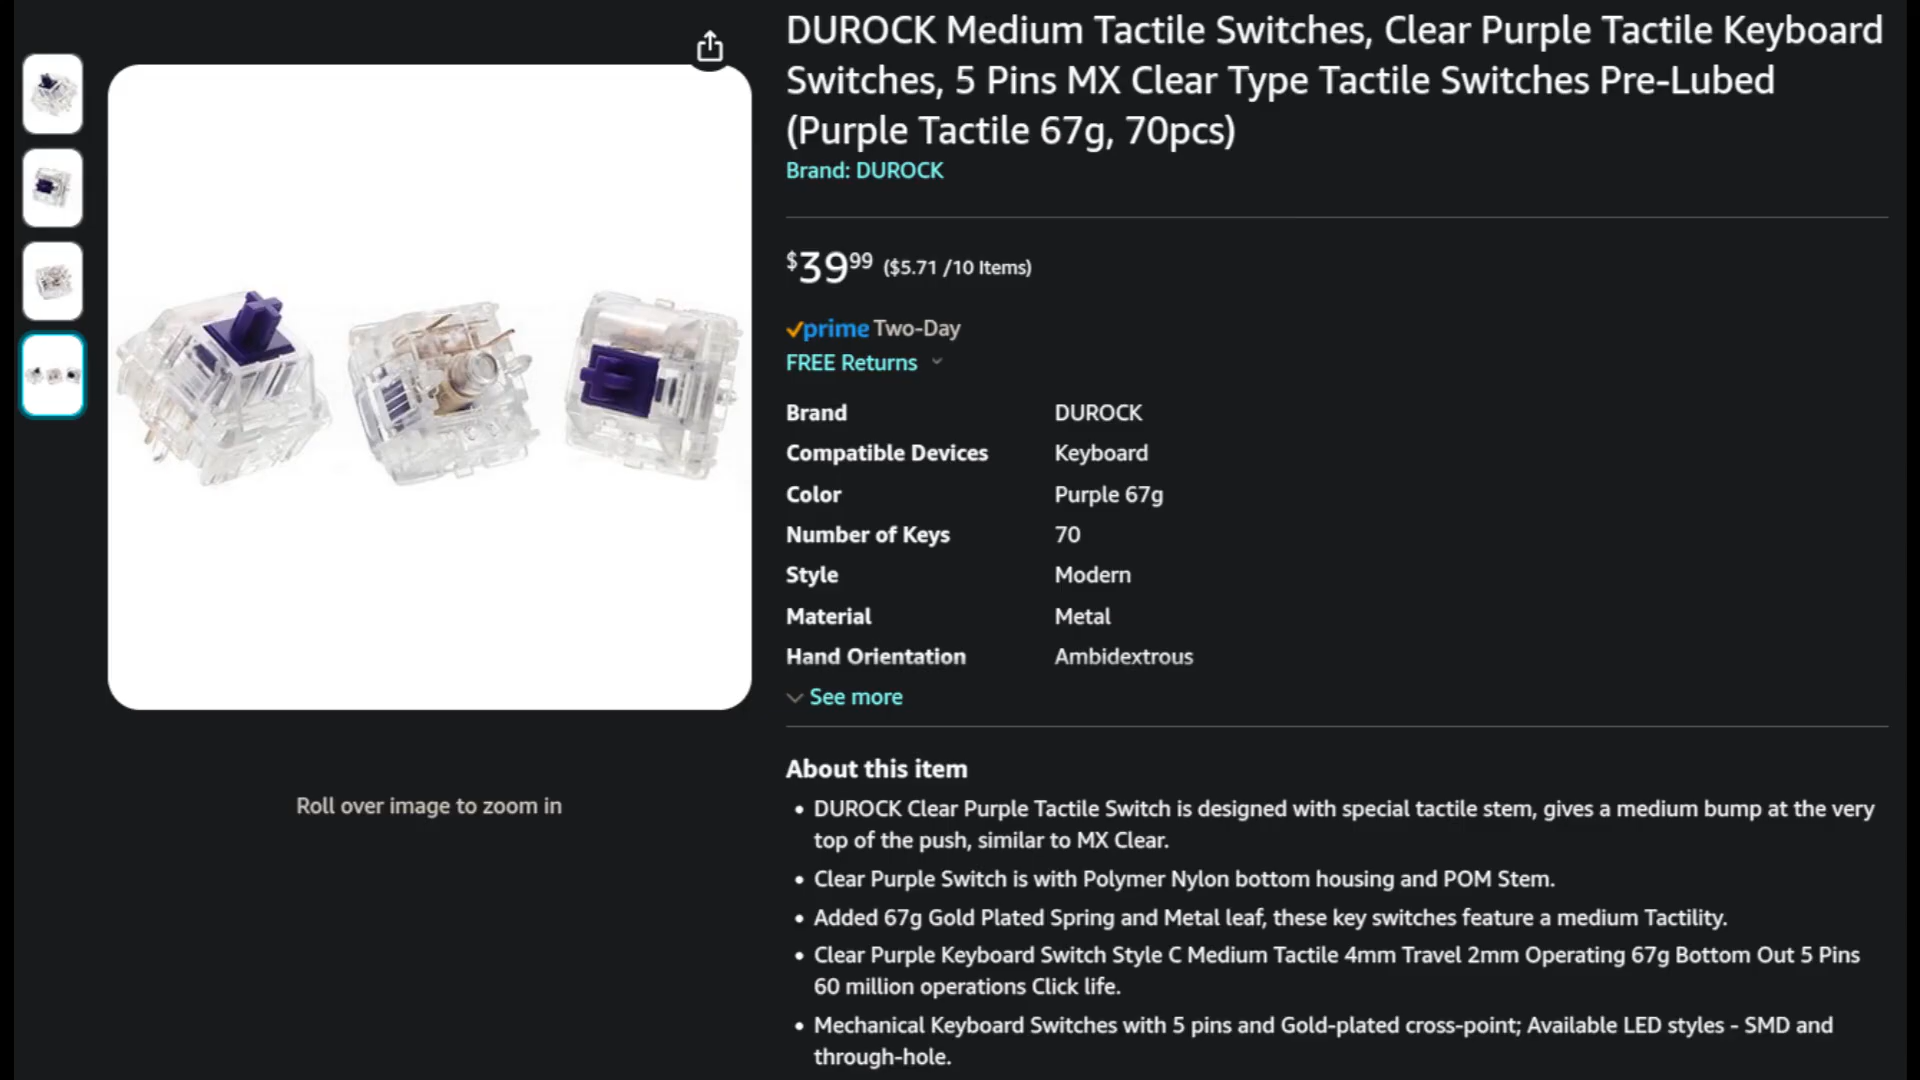 DUROCK Medium Tactile Switches, Clear Purple Tactile Keyboard
Switches, 5 Pins MX Clear Type Tactile Switches Pre-Lubed
(Purple Tactile 67g, 70pcs)
Brand: DUROCK
$39⁹⁹ ($5.71 /10 Items)
prime Two-Day
FREE Returns
Brand DUROCK
Compatible Devices Keyboard
Color Purple 67g
Number of Keys 70
Style Modern
Material Metal
Hand Orientation Ambidextrous
See more
Roll over image to zoom in
About this item
• DUROCK Clear Purple Tactile Switch is designed with special tactile stem, gives a medium bump at the very
top of the push, similar to MX Clear.
• Clear Purple Switch is with Polymer Nylon bottom housing and POM Stem.
• Added 67g Gold Plated Spring and Metal leaf, these key switches feature a medium Tactility.
• Clear Purple Keyboard Switch Style C Medium Tactile 4mm Travel 2mm Operating 67g Bottom Out 5 Pins
60 million operations Click life.
• Mechanical Keyboard Switches with 5 pins and Gold-plated cross-point; Available LED styles - SMD and
through-hole.